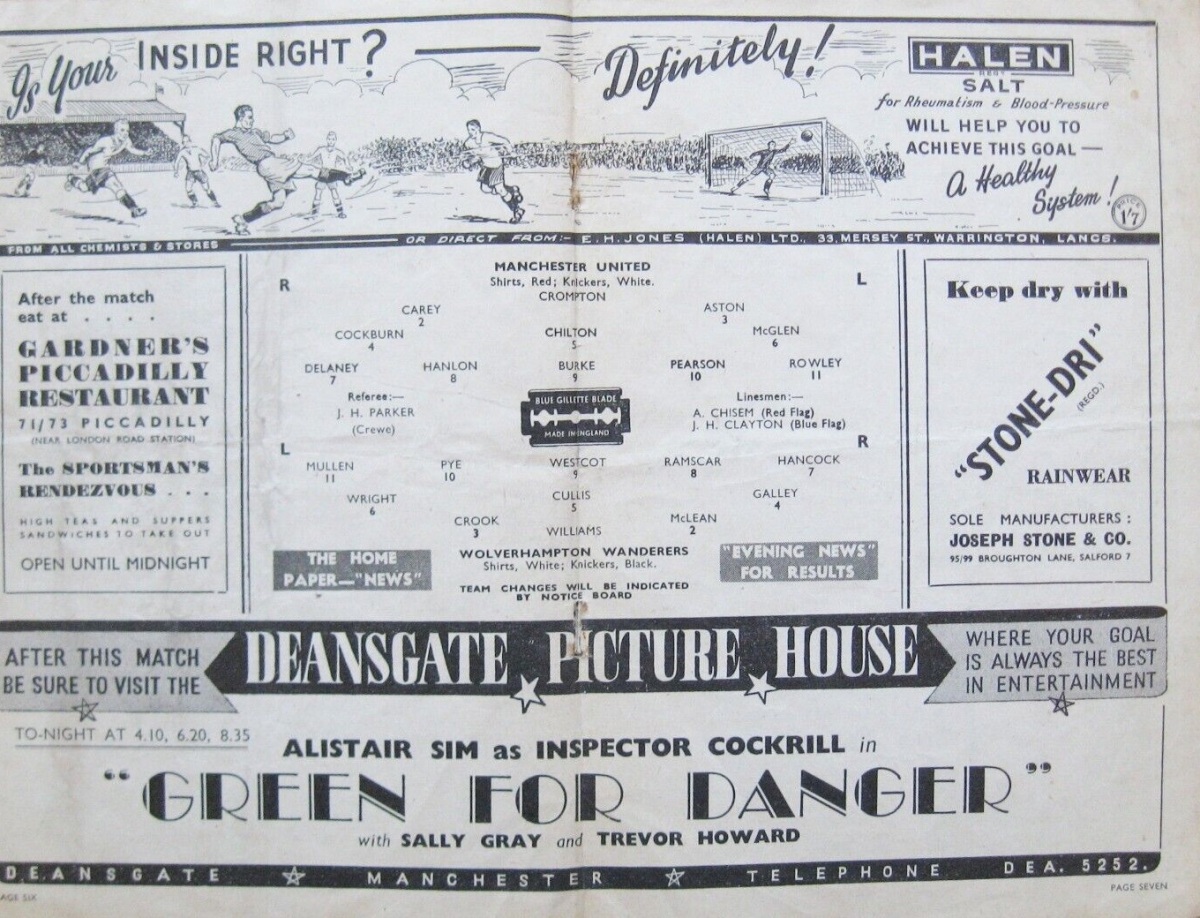 Is Your INSIDE RIGHT? — Definitely!
HALEN
REGD
SALT
for Rheumatism & Blood-Pressure
WILL HELP YOU TO
ACHIEVE THIS GOAL —
A Healthy
System!
PRICE
1'7
FROM ALL CHEMISTS & STORES
OR DIRECT FROM:- E.H. JONES (HALEN) LTD., 33, MERSEY ST., WARRINGTON, LANCS.
After the match
eat at . . . .
GARDNER'S
PICCADILLY
RESTAURANT
71/73 PICCADILLY
(NEAR LONDON ROAD STATION)
The SPORTSMAN'S
RENDEZVOUS . . .
HIGH TEAS AND SUPPERS
SANDWICHES TO TAKE OUT
OPEN UNTIL MIDNIGHT
MANCHESTER UNITED
R Shirts, Red; Knickers, White. L
CROMPTON
CAREY ASTON
2 3
COCKBURN CHILTON McGLEN
4 5 6
DELANEY HANLON BURKE PEARSON ROWLEY
7 8 9 10 11
Referee:—
J. H. PARKER
(Crewe)
BLUE GILLETTE BLADE
MADE IN ENGLAND
Linesmen:—
A. CHISEM (Red Flag)
J. H. CLAYTON (Blue Flag)
L R
MULLEN PYE WESTCOT RAMSCAR HANCOCK
11 10 9 8 7
WRIGHT CULLIS GALLEY
6 5 4
CROOK McLEAN
3 2
WILLIAMS
WOLVERHAMPTON WANDERERS
Shirts, White; Knickers, Black.
THE HOME
PAPER—"NEWS"
TEAM CHANGES WILL BE INDICATED
BY NOTICE BOARD
"EVENING NEWS"
FOR RESULTS
Keep dry with
"STONE-DRI"
(REGD.)
RAINWEAR
SOLE MANUFACTURERS :
JOSEPH STONE & CO.
95/99 BROUGHTON LANE, SALFORD 7
AFTER THIS MATCH
BE SURE TO VISIT THE
DEANSGATE PICTURE HOUSE
WHERE YOUR GOAL
IS ALWAYS THE BEST
IN ENTERTAINMENT
TO-NIGHT AT 4.10, 6.20, 8.35
ALISTAIR SIM as INSPECTOR COCKRILL in
"GREEN FOR DANGER"
with SALLY GRAY and TREVOR HOWARD
DEANSGATE MANCHESTER TELEPHONE DEA. 5252.
AGE SIX
PAGE SEVEN